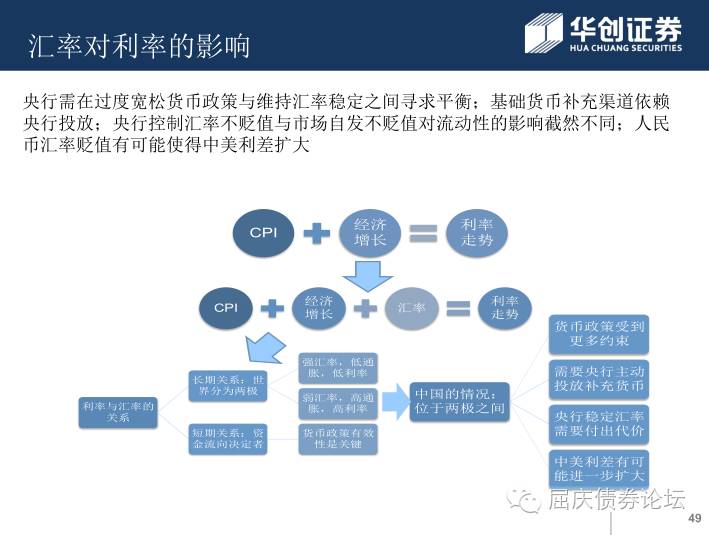 汇率对利率的影响
华创证券
HUA CHUANG SECURITIES
央行需在过度宽松货币政策与维持汇率稳定之间寻求平衡；基础货币补充渠道依赖
央行投放；央行控制汇率不贬值与市场自发不贬值对流动性的影响截然不同；人民
币汇率贬值有可能使得中美利差扩大
CPI
经济
增长
利率
走势
CPI
经济
增长
汇率
利率
走势
利率与汇率的
关系
长期关系：世
界分为两极
强汇率，低通
胀，低利率
弱汇率，高通
胀，高利率
短期关系：资
金流向决定者
货币政策有效
性是关键
中国的情况：
位于两极之间
货币政策受到
更多约束
需要央行主动
投放补充货币
央行稳定汇率
需要付出代价
中美利差有可
能进一步扩大
屈庆债券论坛
49